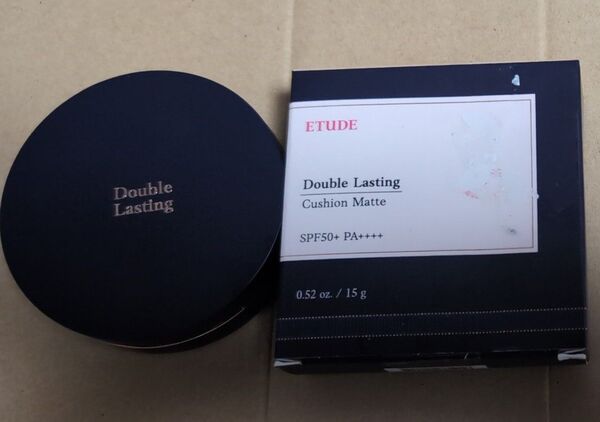 Double
Lasting
ETUDE
Double Lasting
Cushion Matte
SPF50+ PA++++
0.52 oz. / 15 g